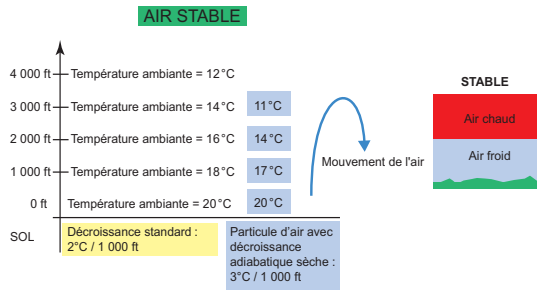 AIR STABLE
4 000 ft Température ambiante = 12°C
3 000 ft Température ambiante = 14°C 11°C
2 000 ft Température ambiante = 16°C 14°C
1 000 ft Température ambiante = 18°C 17°C
0 ft Température ambiante = 20°C 20°C
SOL
Décroissance standard :
2°C / 1 000 ft
Particule d'air avec
décroissance
adiabatique sèche :
3°C / 1 000 ft
Mouvement de l'air
STABLE
Air chaud
Air froid